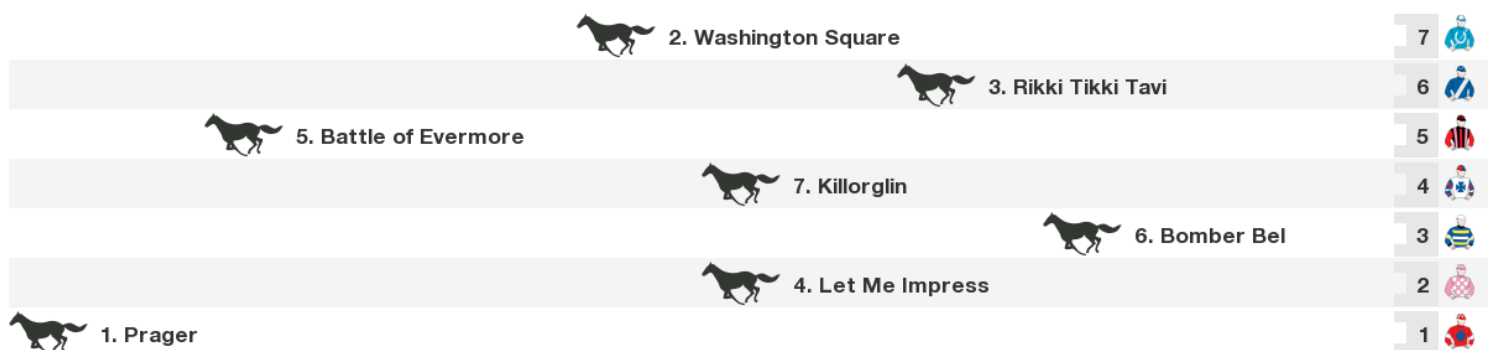 2. Washington Square 7
3. Rikki Tikki Tavi 6
5. Battle of Evermore 5
7. Killorglin 4
6. Bomber Bel 3
4. Let Me Impress 2
1. Prager 1